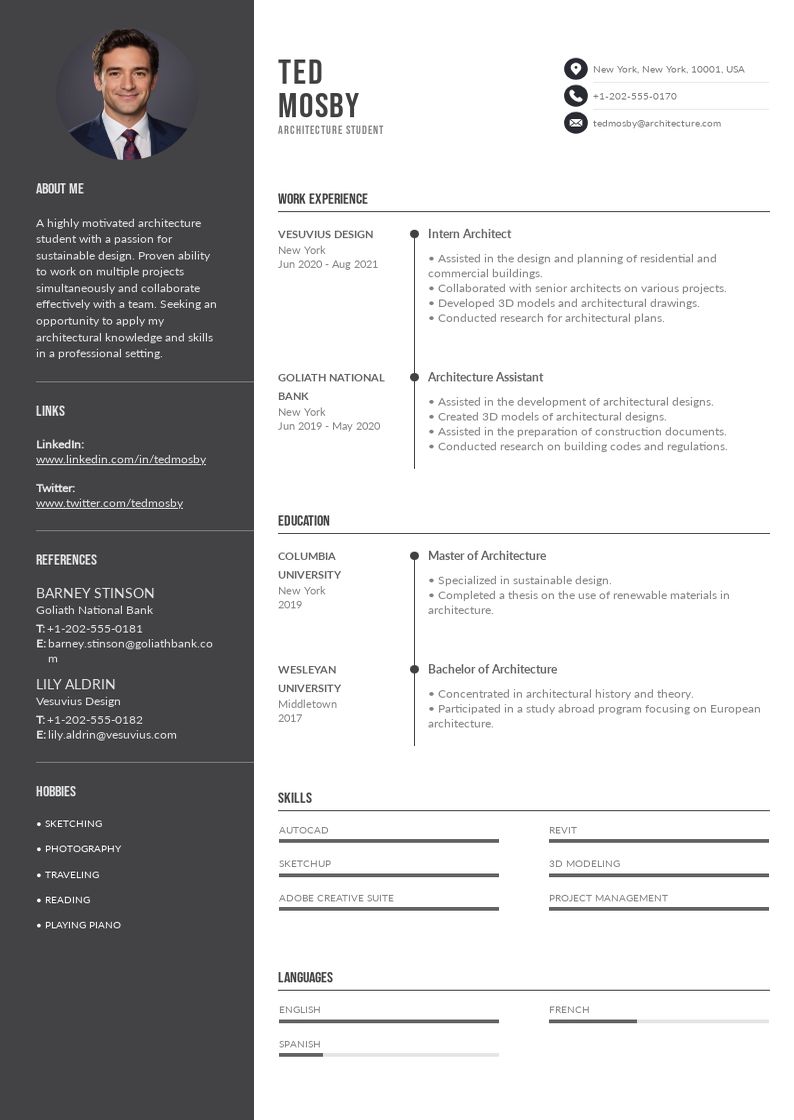 TED
MOSBY
ARCHITECTURE STUDENT
New York, New York, 10001, USA
+1-202-555-0170
tedmosby@architecture.com
ABOUT ME
A highly motivated architecture
student with a passion for
sustainable design. Proven ability
to work on multiple projects
simultaneously and collaborate
effectively with a team. Seeking an
opportunity to apply my
architectural knowledge and skills
in a professional setting.
LINKS
LinkedIn:
www.linkedin.com/in/tedmosby
Twitter:
www.twitter.com/tedmosby
REFERENCES
BARNEY STINSON
Goliath National Bank
T: +1-202-555-0181
E: barney.stinson@goliathbank.co
m
LILY ALDRIN
Vesuvius Design
T: +1-202-555-0182
E: lily.aldrin@vesuvius.com
HOBBIES
• SKETCHING
• PHOTOGRAPHY
• TRAVELING
• READING
• PLAYING PIANO
WORK EXPERIENCE
VESUVIUS DESIGN
New York
Jun 2020 - Aug 2021
Intern Architect
• Assisted in the design and planning of residential and
commercial buildings.
• Collaborated with senior architects on various projects.
• Developed 3D models and architectural drawings.
• Conducted research for architectural plans.
GOLIATH NATIONAL
BANK
New York
Jun 2019 - May 2020
Architecture Assistant
• Assisted in the development of architectural designs.
• Created 3D models of architectural designs.
• Assisted in the preparation of construction documents.
• Conducted research on building codes and regulations.
EDUCATION
COLUMBIA
UNIVERSITY
New York
2019
Master of Architecture
• Specialized in sustainable design.
• Completed a thesis on the use of renewable materials in
architecture.
WESLEYAN
UNIVERSITY
Middletown
2017
Bachelor of Architecture
• Concentrated in architectural history and theory.
• Participated in a study abroad program focusing on European
architecture.
SKILLS
AUTOCAD
REVIT
SKETCHUP
3D MODELING
ADOBE CREATIVE SUITE
PROJECT MANAGEMENT
LANGUAGES
ENGLISH
FRENCH
SPANISH